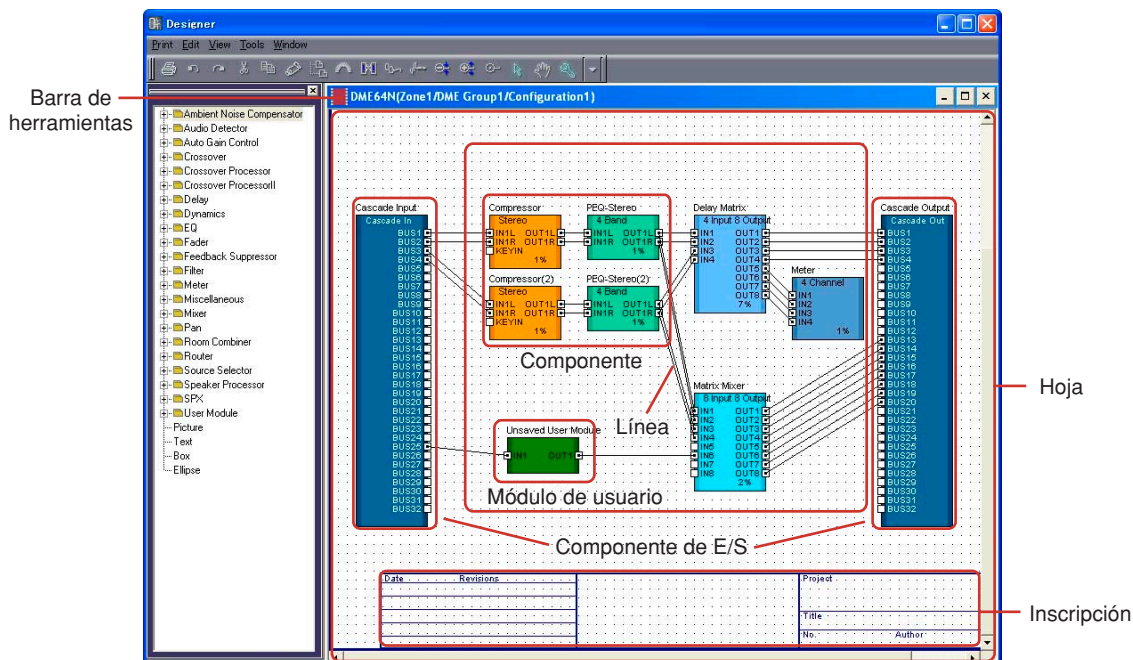 Designer
Print Edit View Tools Window
Barra de
herramientas
DME64N(Zone1/DME Group1/Configuration1)
Ambient Noise Compensator
Audio Detector
Auto Gain Control
Crossover
Crossover Processor
Crossover ProcessorII
Delay
Dynamics
EQ
Fader
Feedback Suppressor
Filter
Meter
Miscellaneous
Mixer
Pan
Room Combiner
Router
Source Selector
Speaker Processor
SPX
User Module
Picture
Text
Box
Ellipse
Cascade Input
Cascade In
BUS1
BUS2
BUS3
BUS4
BUS5
BUS6
BUS7
BUS8
BUS9
BUS10
BUS11
BUS12
BUS13
BUS14
BUS15
BUS16
BUS17
BUS18
BUS19
BUS20
BUS21
BUS22
BUS23
BUS24
BUS25
BUS26
BUS27
BUS28
BUS29
BUS30
BUS31
BUS32
Compressor
Stereo
IN1L OUT1L
IN1R OUT1R
KEYIN
1%
PEQ-Stereo
4 Band
IN1L OUT1L
IN1R OUT1R
1%
Compressor(2)
Stereo
IN1L OUT1L
IN1R OUT1R
KEYIN
1%
PEQ-Stereo(2)
4 Band
IN1L OUT1L
IN1R OUT1R
1%
Componente
Delay Matrix
4 Input 8 Output
IN1 OUT1
IN2 OUT2
IN3 OUT3
IN4 OUT4
OUT5
OUT6
OUT7
OUT8
7%
Meter
4 Channel
IN1
IN2
IN3
IN4
1%
Línea
Matrix Mixer
8 Input 8 Output
IN1 OUT1
IN2 OUT2
IN3 OUT3
IN4 OUT4
IN5 OUT5
IN6 OUT6
IN7 OUT7
IN8 OUT8
2%
Unsaved User Module
IN1 OUT1
Módulo de usuario
Cascade Output
Cascade Out
BUS1
BUS2
BUS3
BUS4
BUS5
BUS6
BUS7
BUS8
BUS9
BUS10
BUS11
BUS12
BUS13
BUS14
BUS15
BUS16
BUS17
BUS18
BUS19
BUS20
BUS21
BUS22
BUS23
BUS24
BUS25
BUS26
BUS27
BUS28
BUS29
BUS30
BUS31
BUS32
Hoja
Componente de E/S
Date Revisions
Project
Title
No. Author
Inscripción